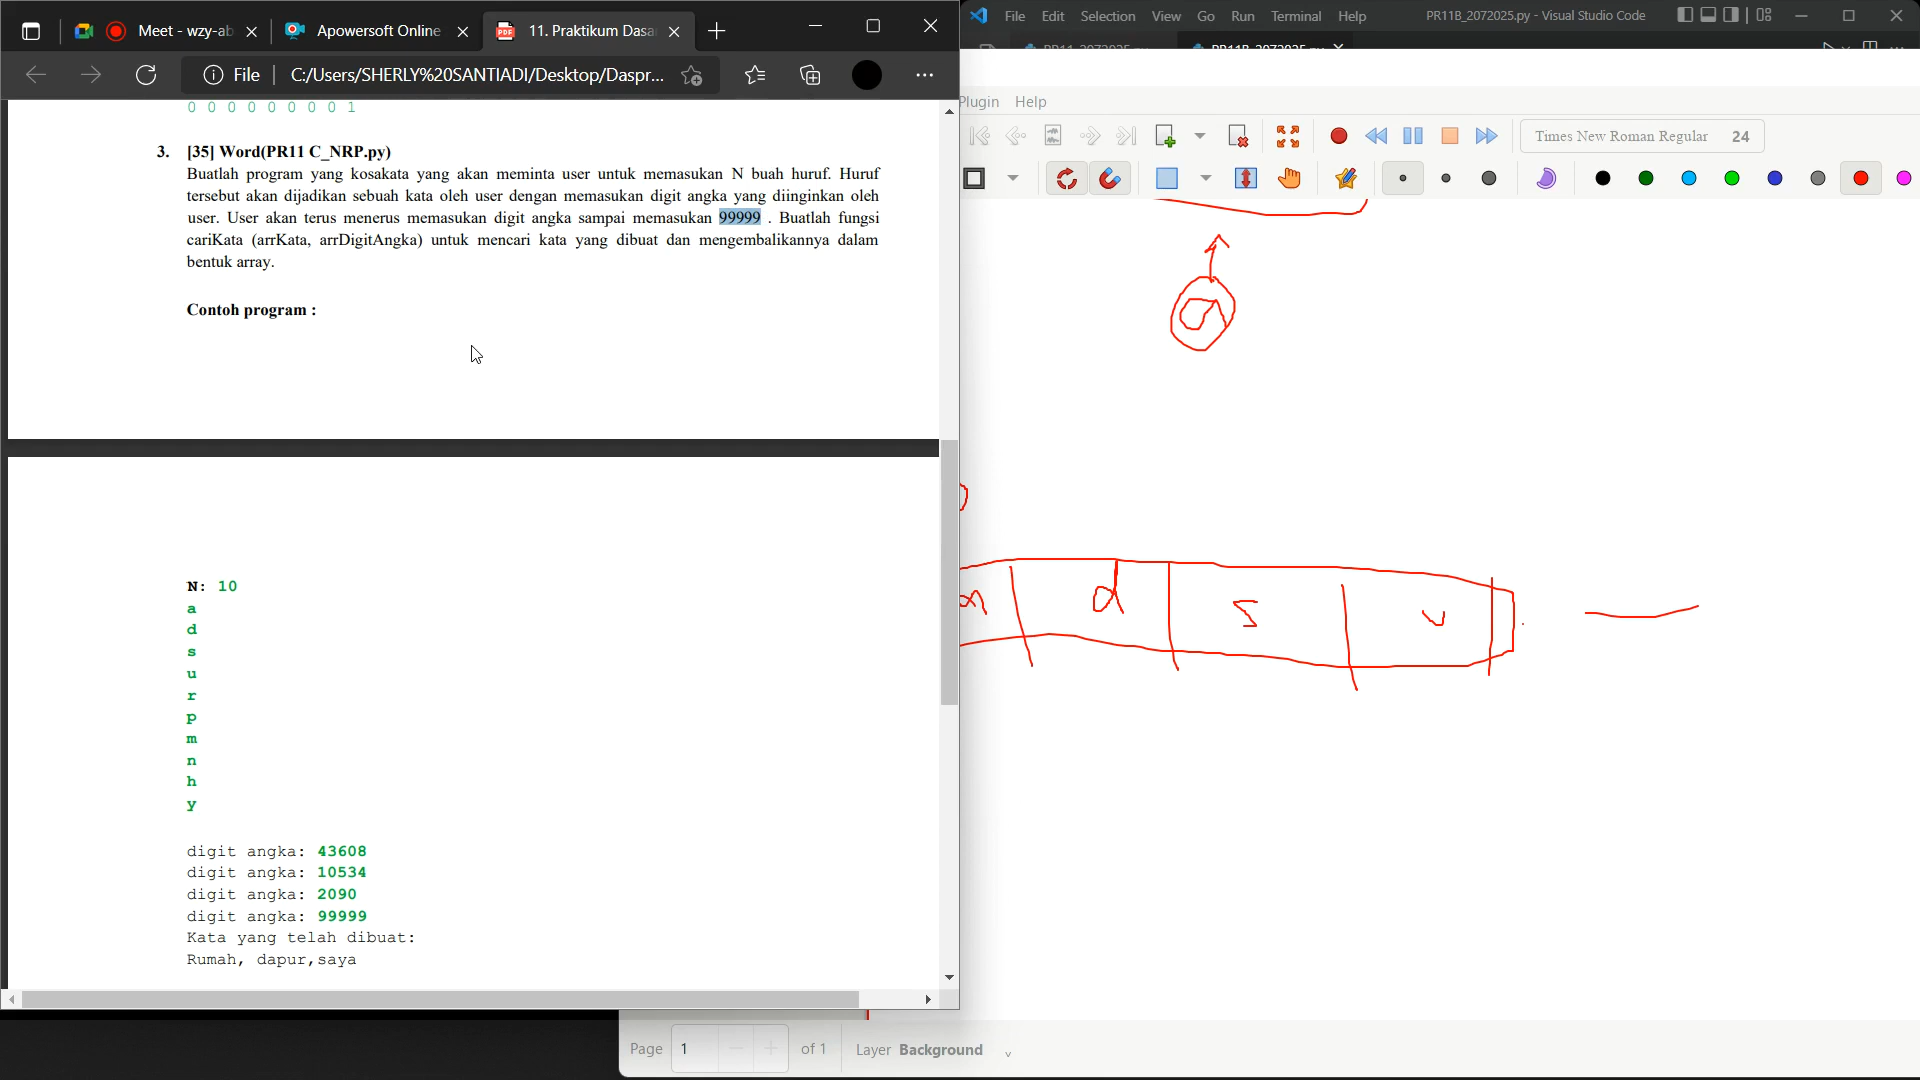 Meet - wzy-ab
Apowersoft Online
11. Praktikum Dasa
File Edit Selection View Go Run Terminal Help
PR11B_2072025.py - Visual Studio Code
File
C:/Users/SHERLY%20SANTIADI/Desktop/Daspr...
Plugin Help
Times New Roman Regular 24
0 0 0 0 0 0 0 0 1
3. [35] Word(PR11 C_NRP.py)
Buatlah program yang kosakata yang akan meminta user untuk memasukan N buah huruf. Huruf
tersebut akan dijadikan sebuah kata oleh user dengan memasukan digit angka yang diinginkan oleh
user. User akan terus menerus memasukan digit angka sampai memasukan 99999 . Buatlah fungsi
cariKata (arrKata, arrDigitAngka) untuk mencari kata yang dibuat dan mengembalikannya dalam
bentuk array.
Contoh program :
d s u
N: 10
a
d
s
u
r
p
m
n
h
y
digit angka: 43608
digit angka: 10534
digit angka: 2090
digit angka: 99999
Kata yang telah dibuat:
Rumah, dapur,saya
Page 1 of 1 Layer Background